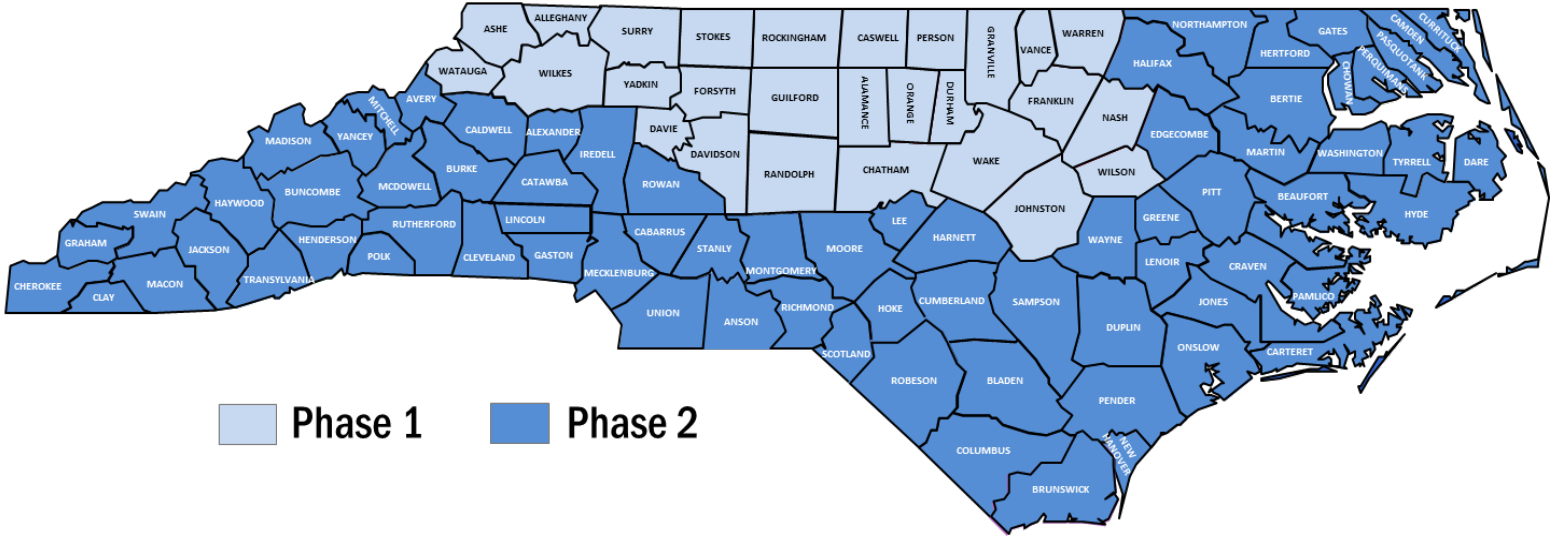 ASHE
ALLEGHANY
SURRY
STOKES
ROCKINGHAM
CASWELL
PERSON
GRANVILLE
VANCE
WARREN
NORTHAMPTON
GATES
CAMDEN
CURRITUCK
PASQUOTANK
PERQUIMANS
HERTFORD
CHOWAN
HALIFAX
BERTIE
WATAUGA
WILKES
YADKIN
FORSYTH
GUILFORD
ALAMANCE
ORANGE
DURHAM
FRANKLIN
NASH
EDGECOMBE
MARTIN
WASHINGTON
TYRRELL
DARE
AVERY
MITCHELL
YANCEY
MADISON
CALDWELL
ALEXANDER
IREDELL
DAVIE
DAVIDSON
RANDOLPH
CHATHAM
WAKE
WILSON
PITT
BEAUFORT
HYDE
BUNCOMBE
MCDOWELL
BURKE
CATAWBA
ROWAN
JOHNSTON
GREENE
WAYNE
LENOIR
CRAVEN
PAMLICO
JONES
SWAIN
HAYWOOD
GRAHAM
JACKSON
HENDERSON
RUTHERFORD
POLK
CLEVELAND
LINCOLN
GASTON
CABARRUS
STANLY
MOORE
LEE
HARNETT
CHEROKEE
CLAY
MACON
TRANSYLVANIA
MECKLENBURG
MONTGOMERY
UNION
ANSON
RICHMOND
SCOTLAND
HOKE
CUMBERLAND
SAMPSON
DUPLIN
ONSLOW
CARTERET
ROBESON
BLADEN
PENDER
COLUMBUS
NEW
HANOVER
BRUNSWICK
Phase 1
Phase 2